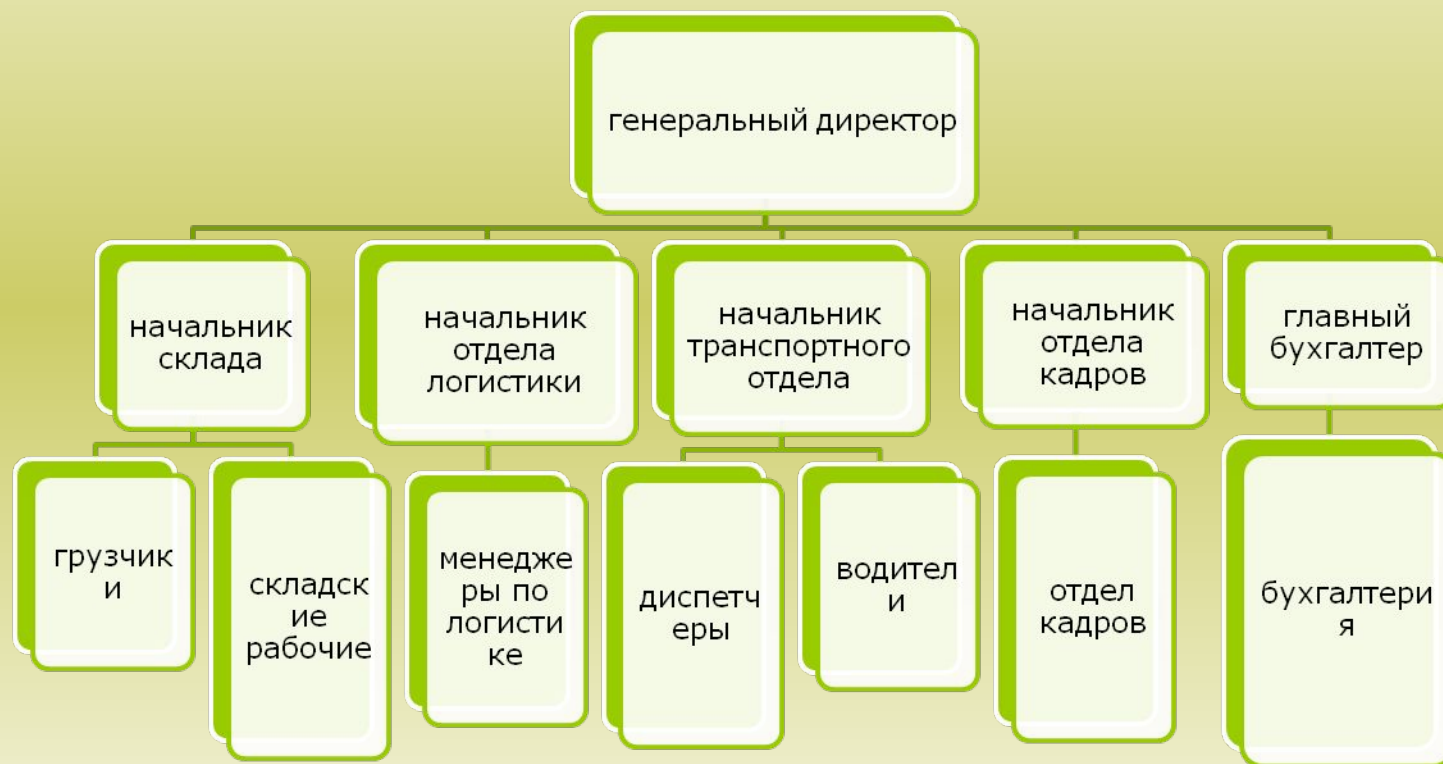 генеральный директор
начальник
склада
начальник
отдела
логистики
начальник
транспортного
отдела
начальник
отдела
кадров
главный
бухгалтер
грузчик
и
складск
ие
рабочие
менедже
ры по
логисти
ке
диспетч
еры
водител
и
отдел
кадров
бухгалтери
я